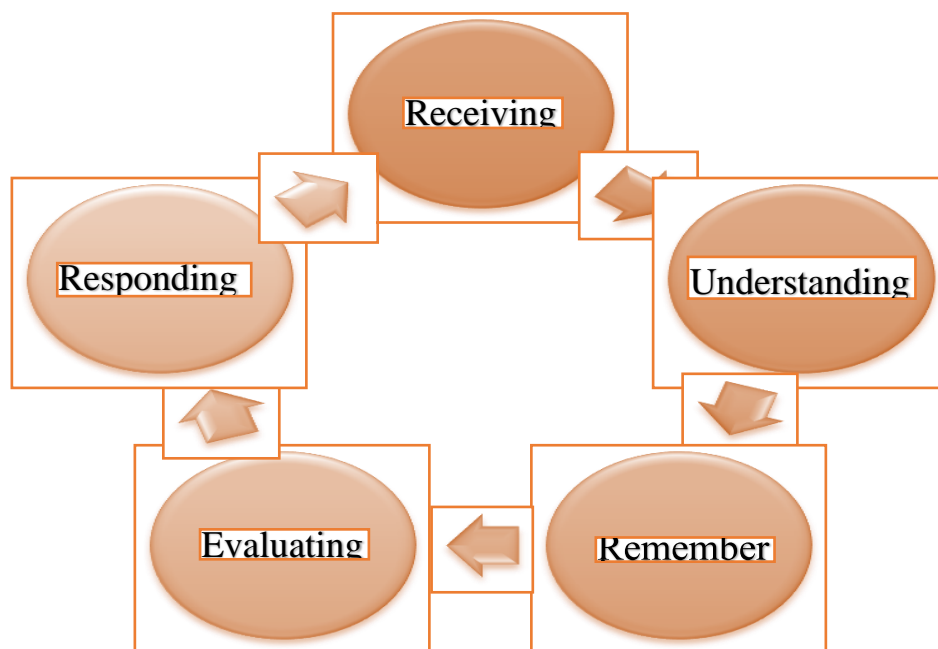 Receiving
Understanding
Remember
Evaluating
Responding